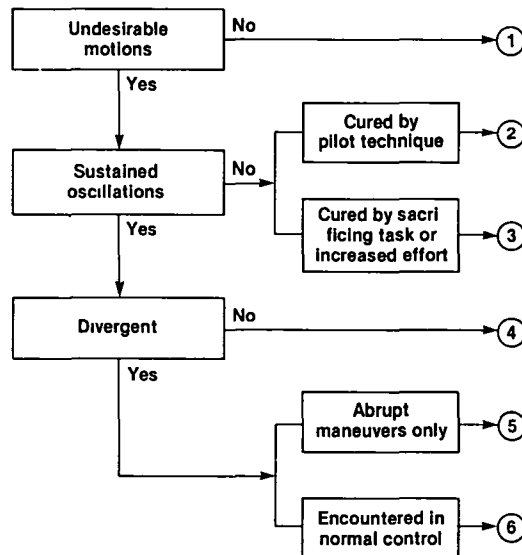 Undesirable
motions
No
1
Yes
Cured by
pilot technique
2
Sustained
oscillations
No
Cured by sacri
ficing task or
increased effort
3
Yes
Divergent
No
4
Yes
Abrupt
maneuvers only
5
Encountered in
normal control
6